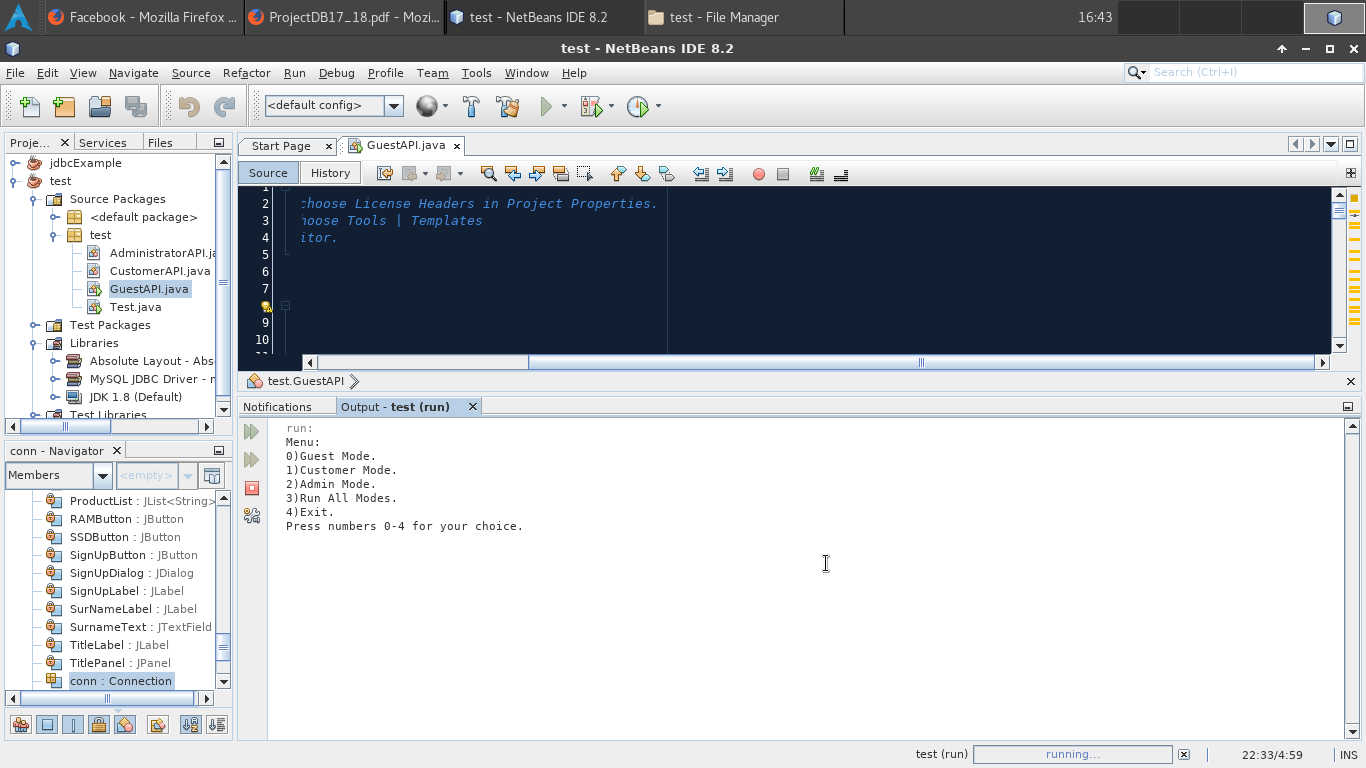 Facebook - Mozilla Firefox ...
ProjectDB17_18.pdf - Mozi...
test - NetBeans IDE 8.2
test - File Manager
16:43
test - NetBeans IDE 8.2
File Edit View Navigate Source Refactor Run Debug Profile Team Tools Window Help
Search (Ctrl+I)
<default config>
Proje... Services Files
jdbcExample
test
Source Packages
<default package>
test
AdministratorAPI.ja
CustomerAPI.java
GuestAPI.java
Test.java
Test Packages
Libraries
Absolute Layout - Abs
MySQL JDBC Driver - m
JDK 1.8 (Default)
Test Libraries
conn - Navigator
Members
<empty>
ProductList : JList<String>
RAMButton : JButton
SSDButton : JButton
SignUpButton : JButton
SignUpDialog : JDialog
SignUpLabel : JLabel
SurNameLabel : JLabel
SurnameText : JTextField
TitleLabel : JLabel
TitlePanel : JPanel
conn : Connection
Start Page
GuestAPI.java
Source History
1
2 choose License Headers in Project Properties.
3 hoose Tools | Templates
4 itor.
5
6
7
9
10
11
test.GuestAPI
Notifications
Output - test (run)
run:
Menu:
0)Guest Mode.
1)Customer Mode.
2)Admin Mode.
3)Run All Modes.
4)Exit.
Press numbers 0-4 for your choice.
test (run)
running...
22:33/4:59
INS